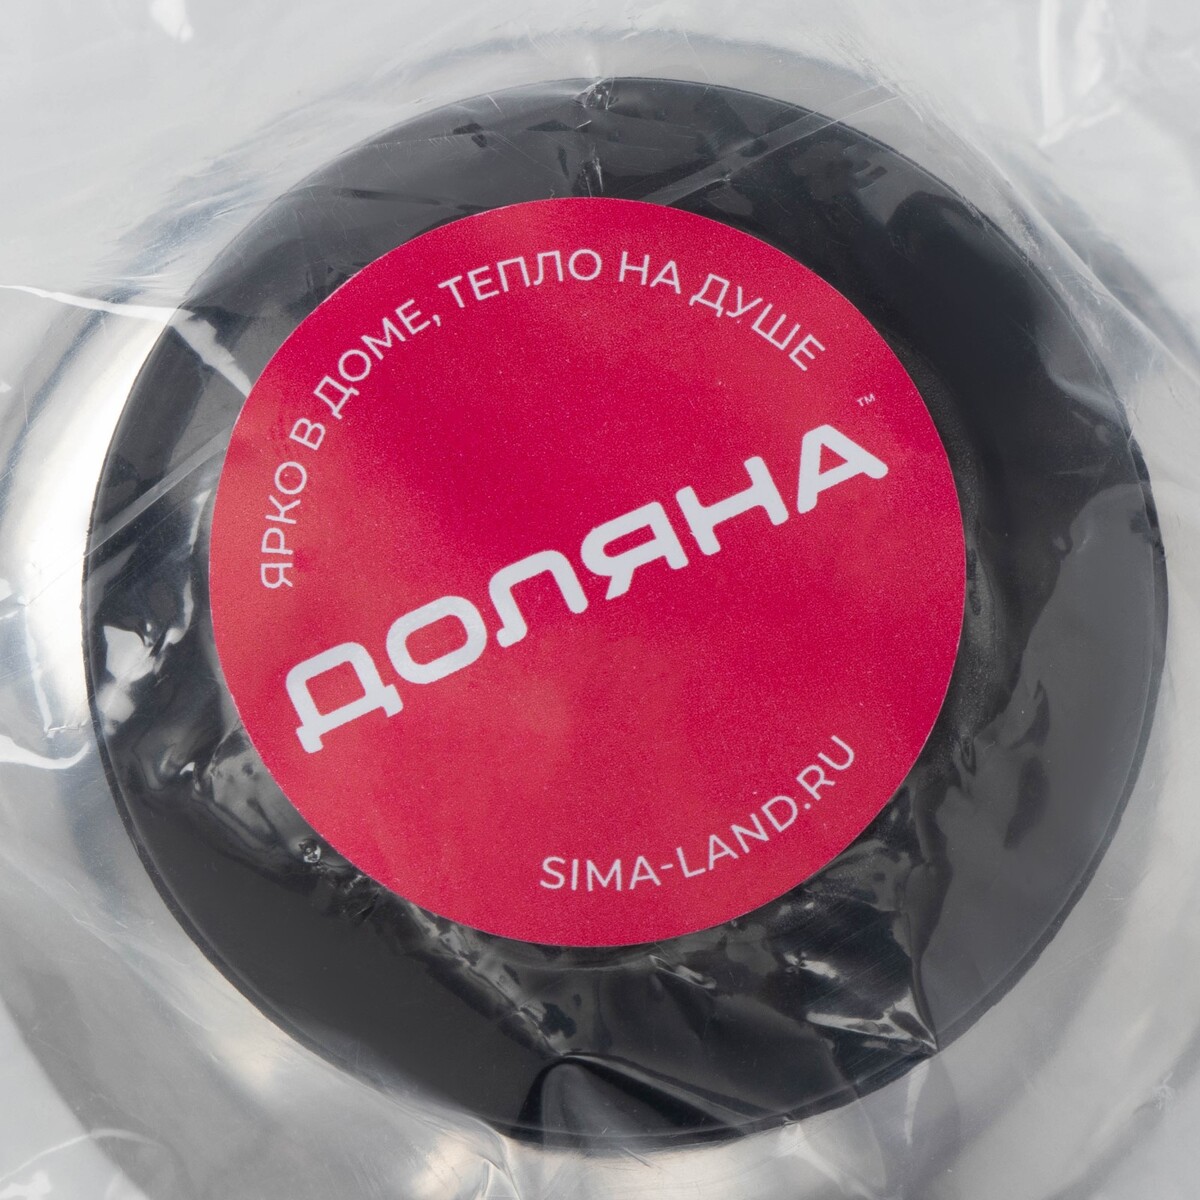 ЯРКО В ДОМЕ, ТЕПЛО НА ДУШЕ
ДОЛЯНА™
SIMA-LAND.RU